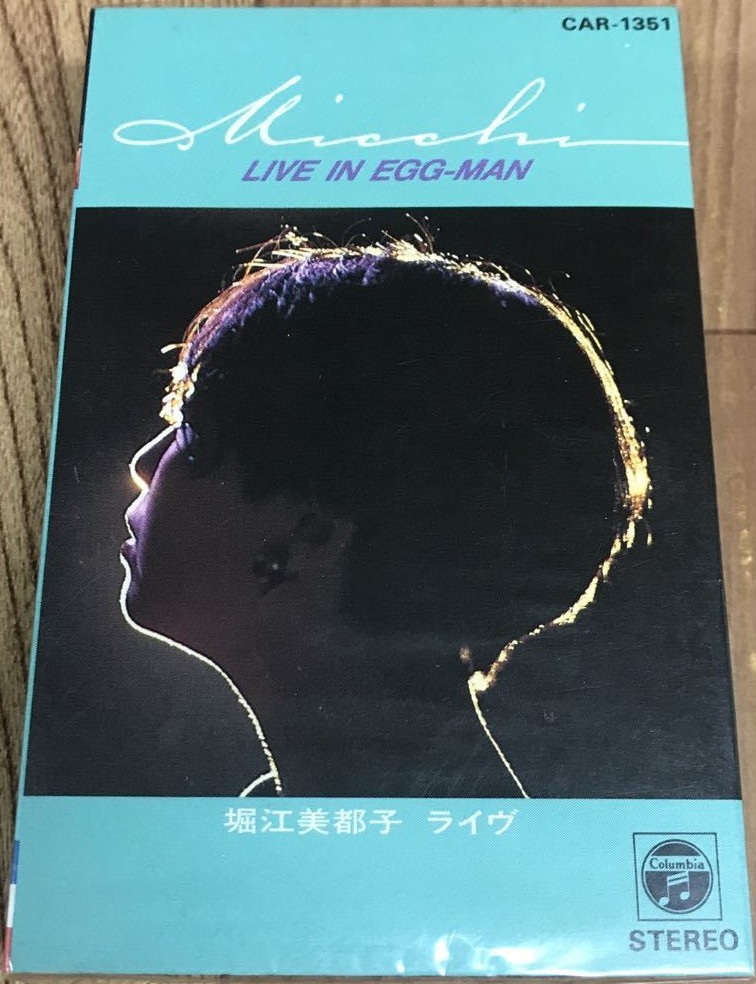 CAR-1351
Micchi
LIVE IN EGG-MAN
堀江美都子 ライヴ
Columbia
STEREO